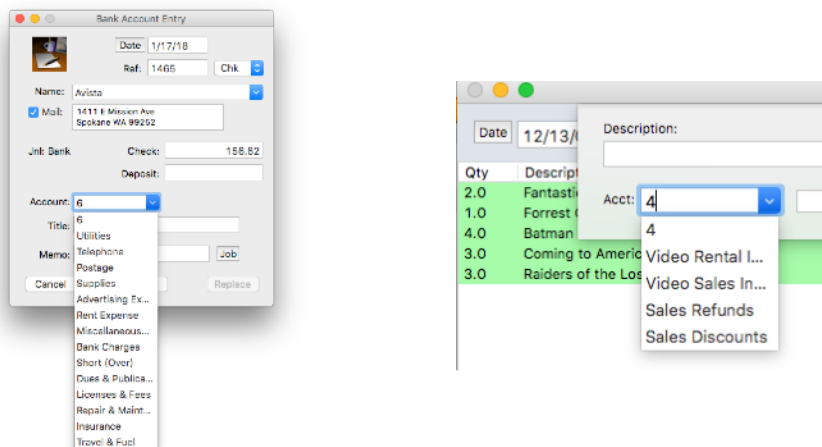 Bank Account Entry
Date 1/17/18
Ref: 1465 Chk
Name: Avista
Mail: 1411 E Mission Ave
Spokane WA 99252
Jnl: Bank Check: 158.82
Deposit:
Account: 6
Title:
Memo: Job
Cancel Replace
6
Utilities
Telephone
Postage
Supplies
Advertising Ex...
Rent Expense
Miscellaneous...
Bank Charges
Short (Over)
Dues & Publica...
Licenses & Fees
Repair & Maint...
Insurance
Travel & Fuel
Date 12/13/
Description:
Qty Descript
2.0 Fantasti
1.0 Forrest
4.0 Batman
3.0 Coming to Americ
3.0 Raiders of the Los
Acct: 4
4
Video Rental I...
Video Sales In...
Sales Refunds
Sales Discounts